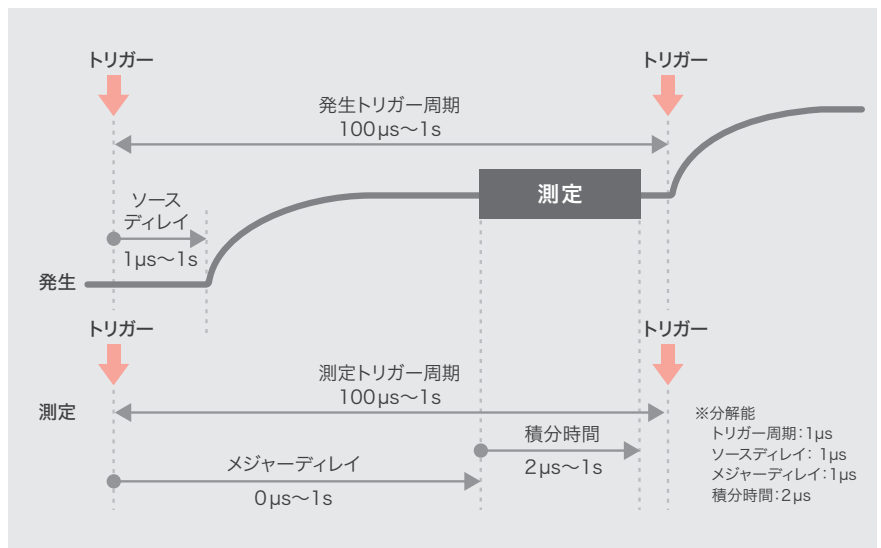 トリガー
トリガー
発生トリガー周期
100µs～1s
ソース
ディレイ
1µs～1s
測定
発生
トリガー
トリガー
測定トリガー周期
100µs～1s
測定
積分時間
2µs～1s
メジャーディレイ
0µs～1s
※分解能
トリガー周期：1µs
ソースディレイ： 1µs
メジャーディレイ：1µs
積分時間：2µs